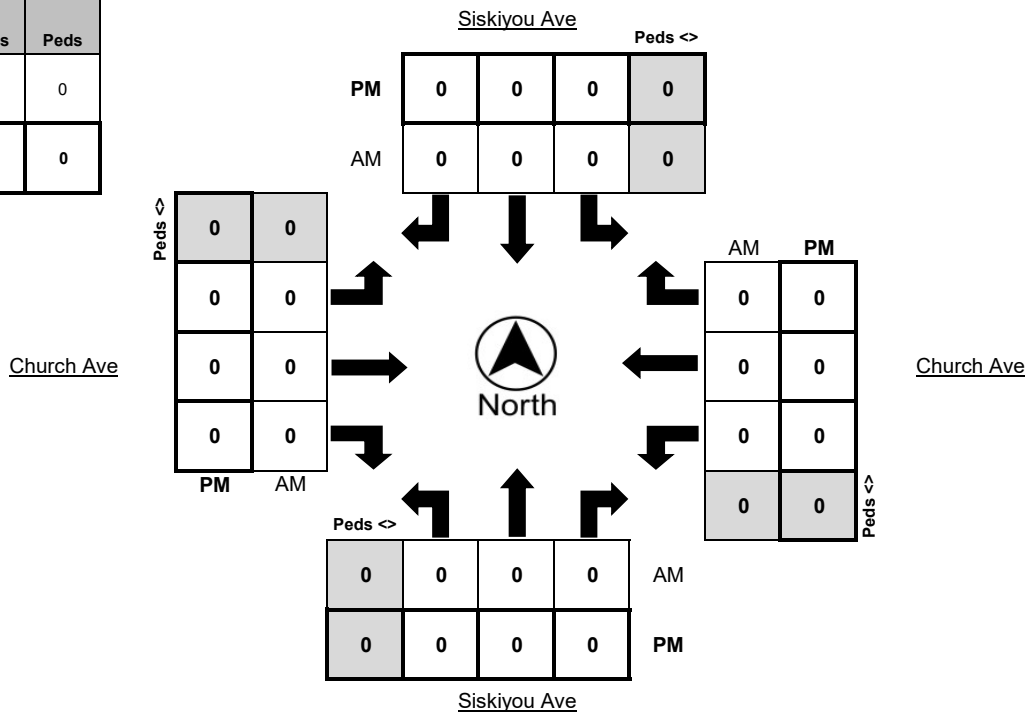 Siskiyou Ave
Peds <>
s Peds
0
0
PM 0 0 0 0
AM 0 0 0 0
Peds <>
0 0
0 0
0 0
0 0
PM AM
Church Ave
North
AM PM
0 0
0 0
0 0
0 0
Peds <>
Church Ave
Peds <>
0 0 0 0 AM
0 0 0 0 PM
Siskiyou Ave